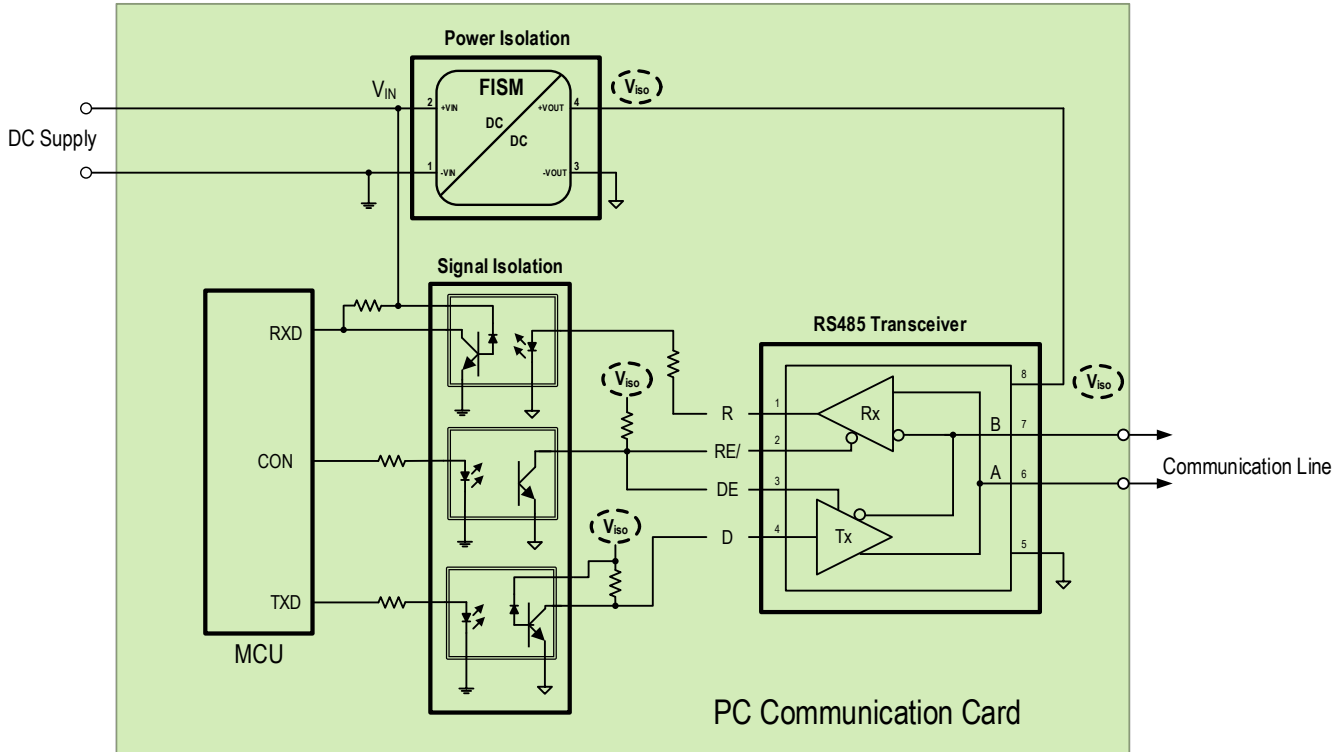 Power Isolation
FISM
Viso
VIN
2
+VIN
+VOUT
4
DC
DC
DC Supply
1
-VIN
-VOUT
3
Signal Isolation
RXD
RS485 Transceiver
Viso
8
Viso
1
R
Rx
B
7
2
RE/
CON
Communication Line
A
6
3
DE
Viso
4
D
Tx
5
TXD
MCU
PC Communication Card